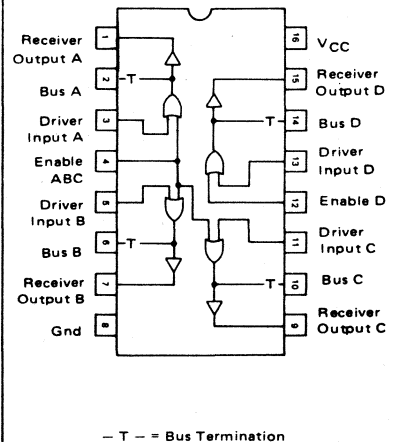 Receiver
Output A
1
Bus A
2
Driver
Input A
3
Enable
ABC
4
Driver
Input B
5
Bus B
6
Receiver
Output B
7
Gnd
8
16
VCC
15
Receiver
Output D
14
Bus D
13
Driver
Input D
12
Enable D
11
Driver
Input C
10
Bus C
9
Receiver
Output C
T
T
T
T
– T – = Bus Termination